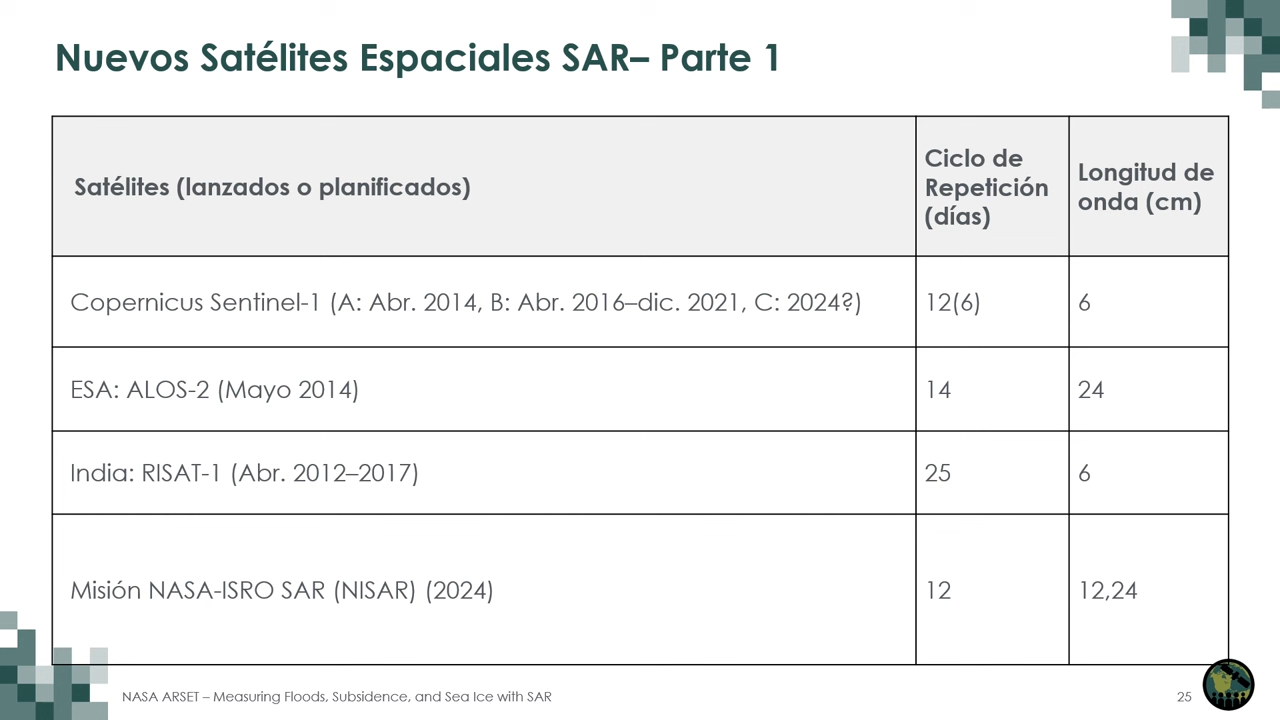 Nuevos Satélites Espaciales SAR– Parte 1
Satélites (lanzados o planificados)
Ciclo de
Repetición
(días)
Longitud de
onda (cm)
Copernicus Sentinel-1 (A: Abr. 2014, B: Abr. 2016–dic. 2021, C: 2024?)
12(6)
6
ESA: ALOS-2 (Mayo 2014)
14
24
India: RISAT-1 (Abr. 2012–2017)
25
6
Misión NASA-ISRO SAR (NISAR) (2024)
12
12,24
NASA ARSET – Measuring Floods, Subsidence, and Sea Ice with SAR
25